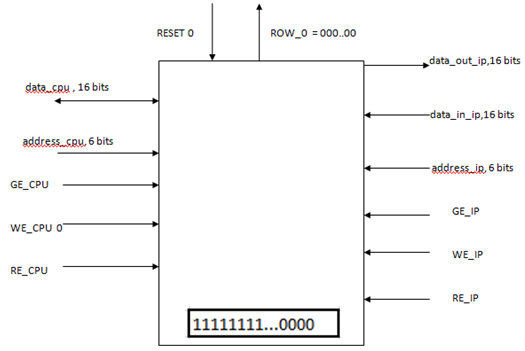 RESET 0
ROW_0 = 000..00
data_out_ip,16 bits
data_cpu , 16 bits
data_in_ip,16 bits
address_cpu, 6 bits
address_ip, 6 bits
GE_CPU
GE_IP
WE_CPU 0
WE_IP
RE_CPU
RE_IP
11111111...0000